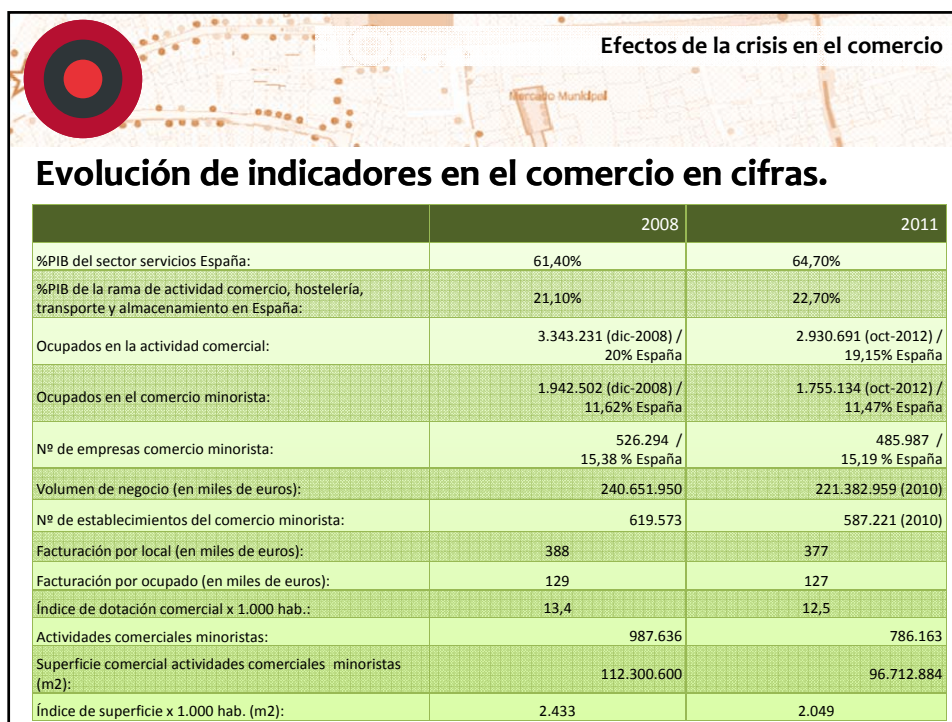 Efectos de la crisis en el comercio
Mercado Municipal
Evolución de indicadores en el comercio en cifras.
2008 2011
%PIB del sector servicios España: 61,40% 64,70%
%PIB de la rama de actividad comercio, hostelería,
transporte y almacenamiento en España: 21,10% 22,70%
Ocupados en la actividad comercial: 3.343.231 (dic-2008) / 2.930.691 (oct-2012) /
20% España 19,15% España
Ocupados en el comercio minorista: 1.942.502 (dic-2008) / 1.755.134 (oct-2012) /
11,62% España 11,47% España
Nº de empresas comercio minorista: 526.294 / 485.987 /
15,38 % España 15,19 % España
Volumen de negocio (en miles de euros): 240.651.950 221.382.959 (2010)
Nº de establecimientos del comercio minorista: 619.573 587.221 (2010)
Facturación por local (en miles de euros): 388 377
Facturación por ocupado (en miles de euros): 129 127
Índice de dotación comercial x 1.000 hab.: 13,4 12,5
Actividades comerciales minoristas: 987.636 786.163
Superficie comercial actividades comerciales minoristas
(m2): 112.300.600 96.712.884
Índice de superficie x 1.000 hab. (m2): 2.433 2.049